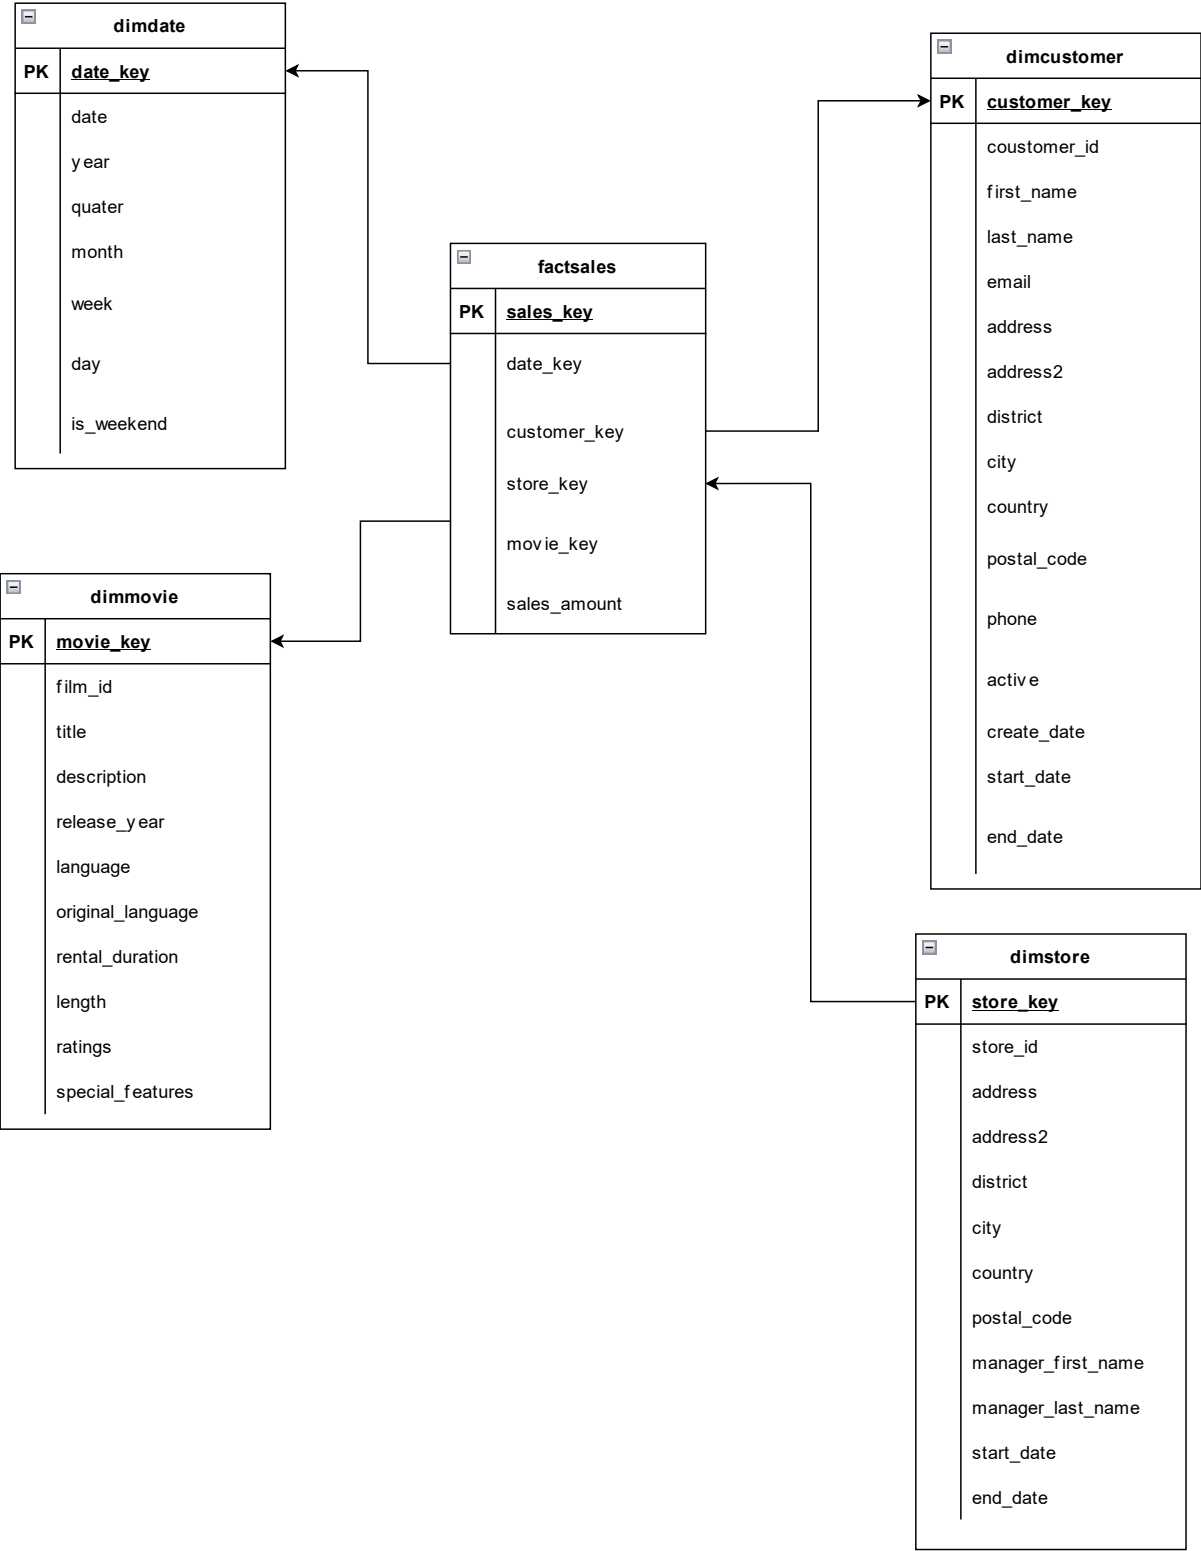 dimdate
PK date_key
date
year
quater
month
week
day
is_weekend
dimcustomer
PK customer_key
coustomer_id
first_name
last_name
email
address
address2
district
city
country
postal_code
phone
active
create_date
start_date
end_date
factsales
PK sales_key
date_key
customer_key
store_key
movie_key
sales_amount
dimmovie
PK movie_key
film_id
title
description
release_year
language
original_language
rental_duration
length
ratings
special_features
dimstore
PK store_key
store_id
address
address2
district
city
country
postal_code
manager_first_name
manager_last_name
start_date
end_date